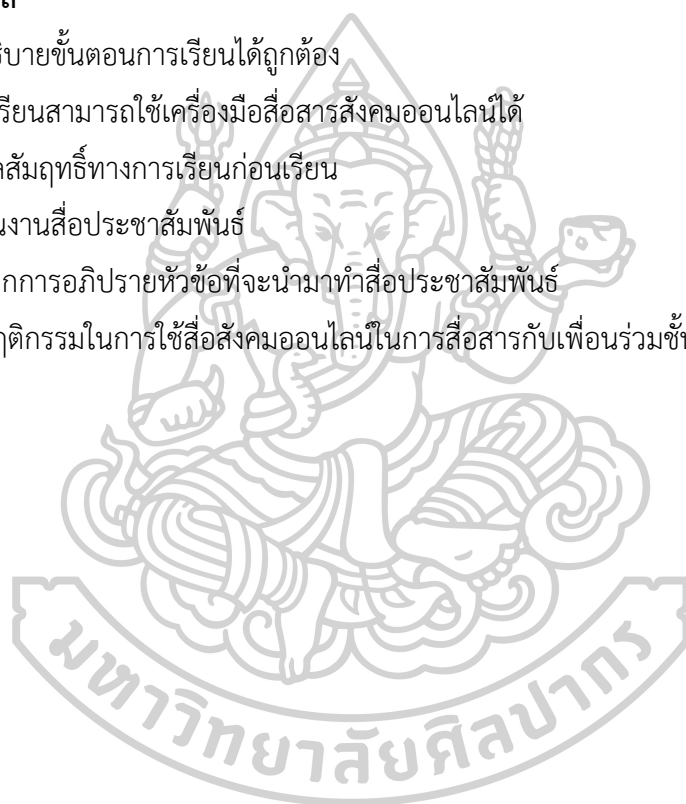 ธิบายขั้นตอนการเรียนได้ถูกต้อง
รียนสามารถใช้เครื่องมือสื่อสารสังคมออนไลน์ได้
สัมฤทธิ์ทางการเรียนก่อนเรียน
นงานสื่อประชาสัมพันธ์
กการอภิปรายหัวข้อที่จะนำมาทำสื่อประชาสัมพันธ์
ฤติกรรมในการใช้สื่อสังคมออนไลน์ในการสื่อสารกับเพื่อนร่วมชั้น
มหาวิทยาลัยศิลปากร